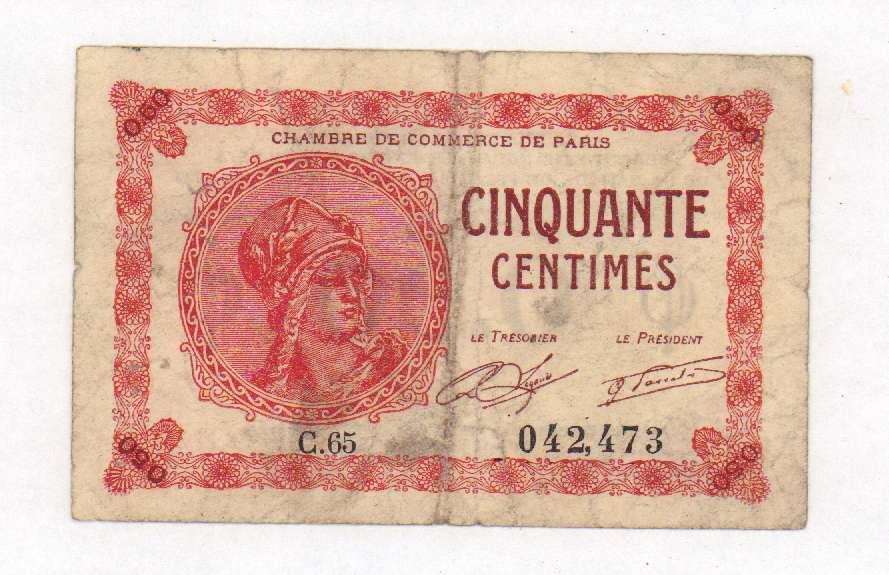 0.50 0.50
CHAMBRE DE COMMERCE DE PARIS
CINQUANTE
CENTIMES
LE TRÉSORIER LE PRÉSIDENT
C.65 042,473
0.50 0.50